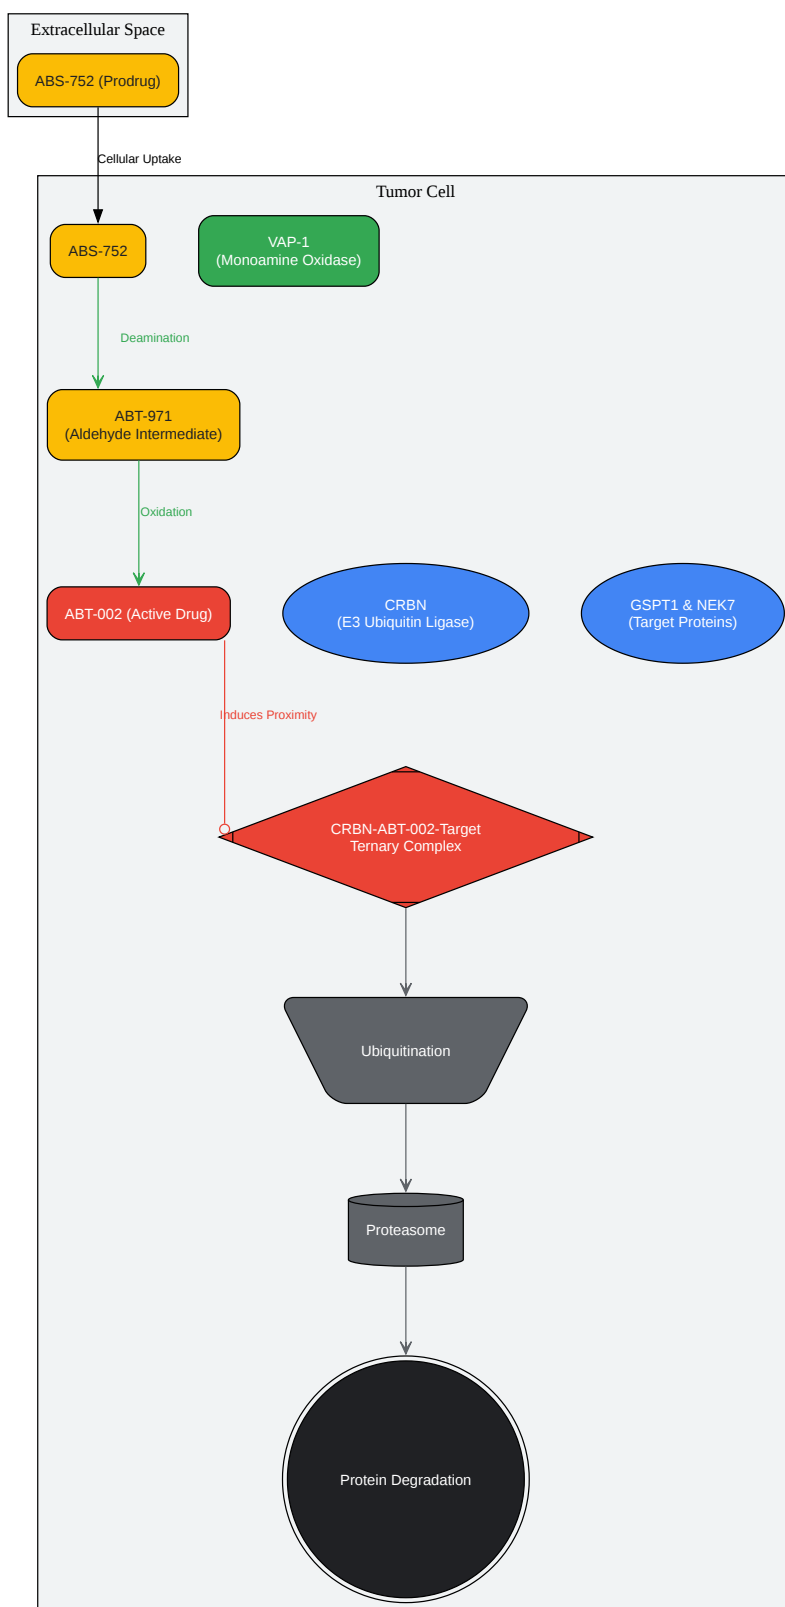 Extracellular Space
ABS-752 (Prodrug)
Cellular Uptake
Tumor Cell
ABS-752
VAP-1
(Monoamine Oxidase)
Deamination
ABT-971
(Aldehyde Intermediate)
Oxidation
ABT-002 (Active Drug)
CRBN
(E3 Ubiquitin Ligase)
GSPT1 & NEK7
(Target Proteins)
Induces Proximity
CRBN-ABT-002-Target
Ternary Complex
Ubiquitination
Proteasome
Protein Degradation